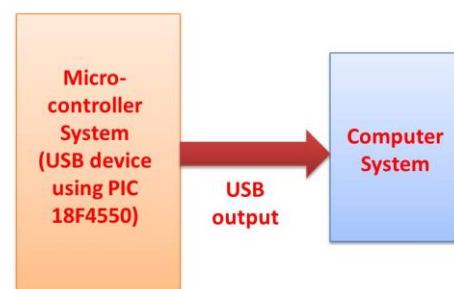 Micro-
controller
System
(USB device
using PIC
18F4550)
USB
output
Computer
System